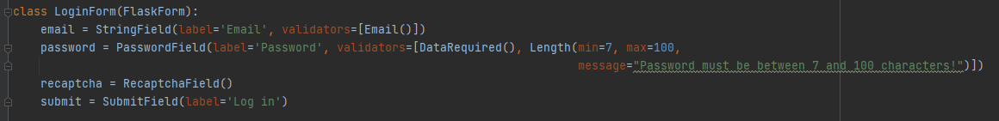 class LoginForm(FlaskForm):
    email = StringField(label='Email', validators=[Email()])
    password = PasswordField(label='Password', validators=[DataRequired(), Length(min=7, max=100,
                                                                                  message="Password must be between 7 and 100 characters!")])
    recaptcha = RecaptchaField()
    submit = SubmitField(label='Log in')